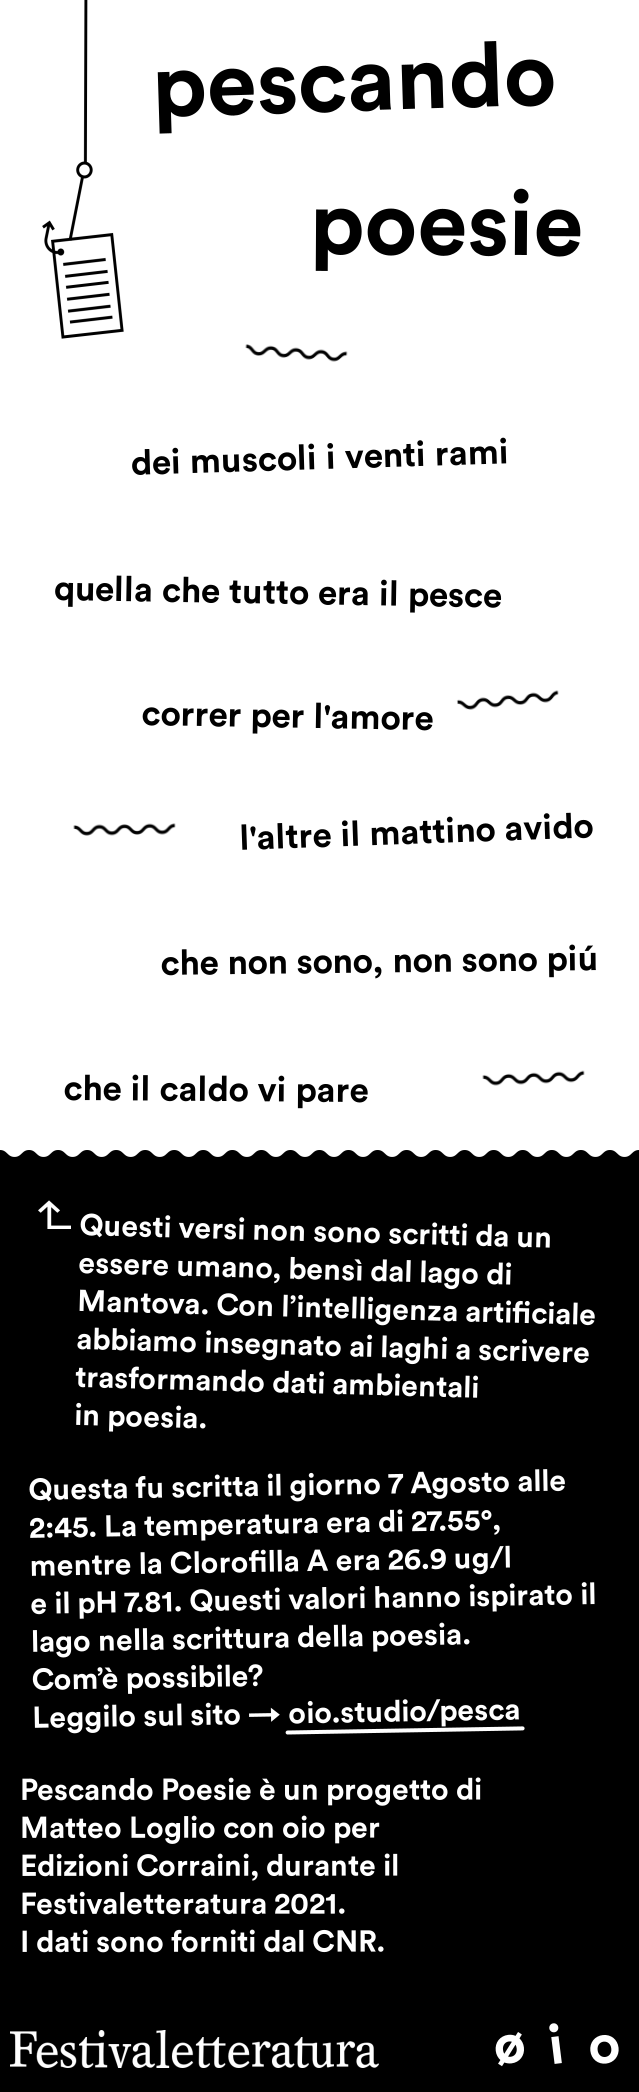 pescando
poesie
dei muscoli i venti rami
quella che tutto era il pesce
correr per l'amore
l'altre il mattino avido
che non sono, non sono piú
che il caldo vi pare
Questi versi non sono scritti da un
essere umano, bensì dal lago di
Mantova. Con l’intelligenza artificiale
abbiamo insegnato ai laghi a scrivere
trasformando dati ambientali
in poesia.
Questa fu scritta il giorno 7 Agosto alle
2:45. La temperatura era di 27.55°,
mentre la Clorofilla A era 26.9 ug/l
e il pH 7.81. Questi valori hanno ispirato il
lago nella scrittura della poesia.
Com’è possibile?
Leggilo sul sito → oio.studio/pesca
Pescando Poesie è un progetto di
Matteo Loglio con oio per
Edizioni Corraini, durante il
Festivaletteratura 2021.
I dati sono forniti dal CNR.
Festivaletteratura øio